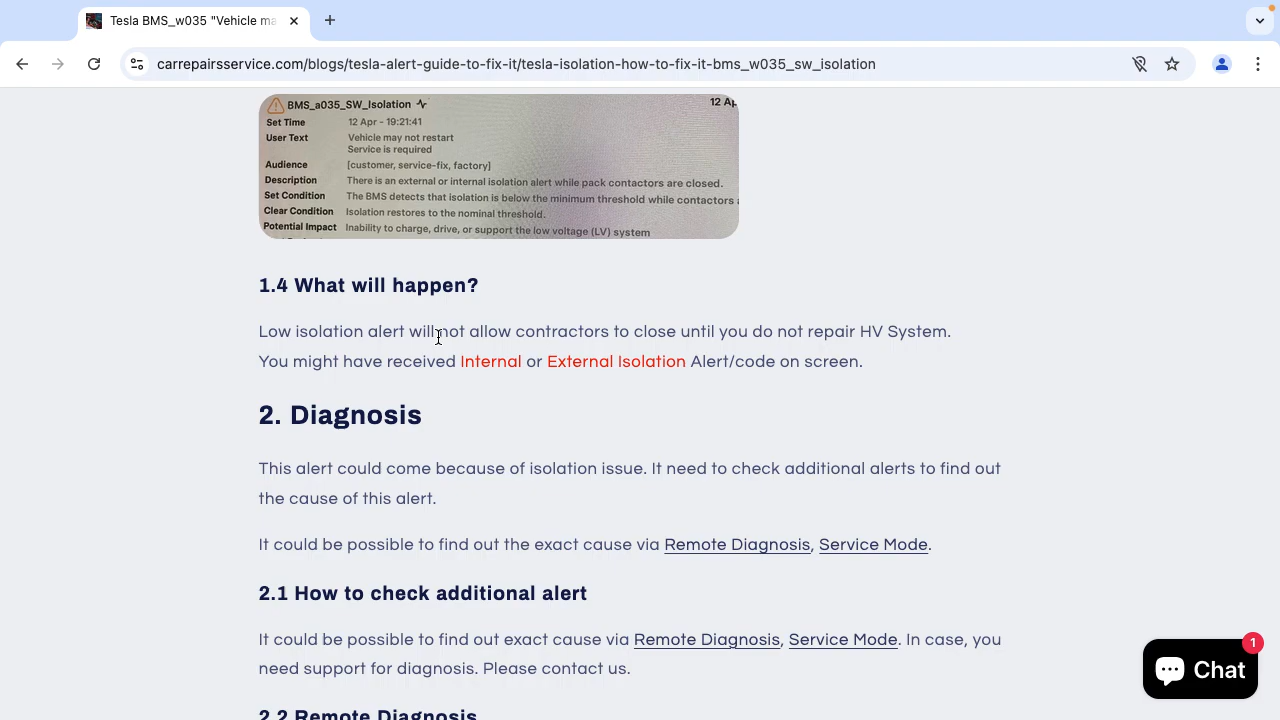 Tesla BMS_w035 "Vehicle ma
carrepairsservice.com/blogs/tesla-alert-guide-to-fix-it/tesla-isolation-how-to-fix-it-bms_w035_sw_isolation
BMS_a035_SW_Isolation 12 Ap
Set Time 12 Apr - 19:21:41
User Text Vehicle may not restart
Service is required
Audience [customer, service-fix, factory]
Description There is an external or internal isolation alert while pack contactors are closed.
Set Condition The BMS detects that isolation is below the minimum threshold while contactors a
Clear Condition Isolation restores to the nominal threshold.
Potential Impact Inability to charge, drive, or support the low voltage (LV) system
1.4 What will happen?
Low isolation alert will not allow contractors to close until you do not repair HV System.
You might have received Internal or External Isolation Alert/code on screen.
2. Diagnosis
This alert could come because of isolation issue. It need to check additional alerts to find out
the cause of this alert.
It could be possible to find out the exact cause via Remote Diagnosis, Service Mode.
2.1 How to check additional alert
It could be possible to find out exact cause via Remote Diagnosis, Service Mode. In case, you
need support for diagnosis. Please contact us.
2.2 Remote Diagnosis
Chat
1